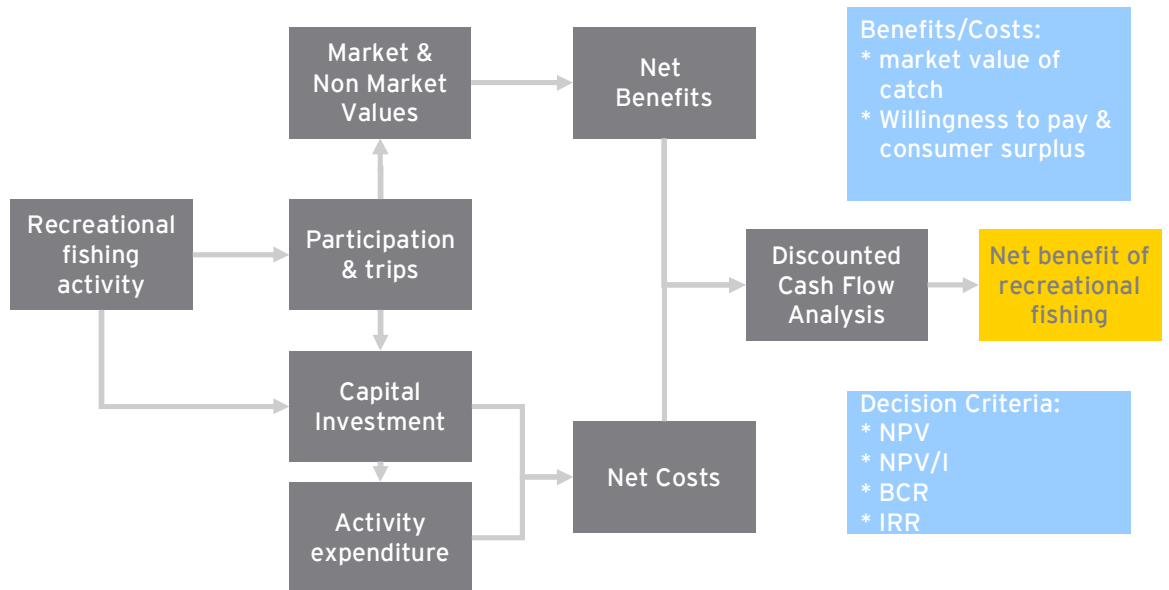 Market &
Non Market
Values
Net
Benefits
Benefits/Costs:
* market value of
catch
* Willingness to pay &
consumer surplus
Recreational
fishing
activity
Participation
& trips
Discounted
Cash Flow
Analysis
Net benefit of
recreational
fishing
Capital
Investment
Net Costs
Decision Criteria:
* NPV
* NPV/I
* BCR
* IRR
Activity
expenditure